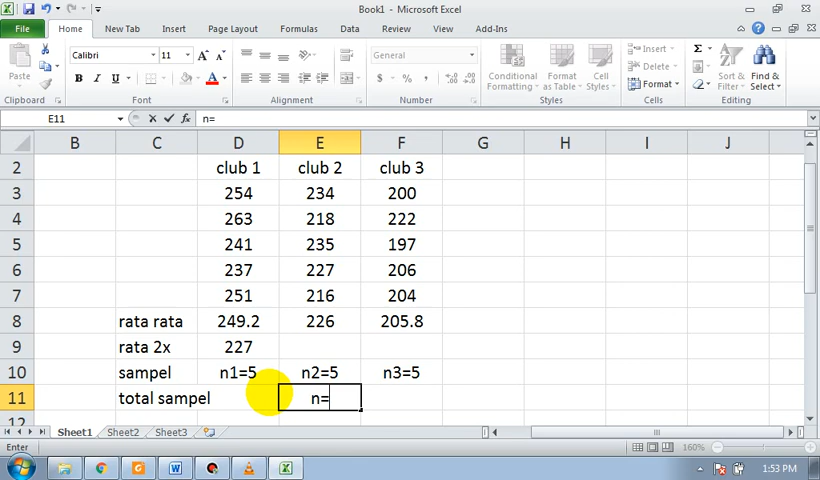 Book1 - Microsoft Excel
File Home New Tab Insert Page Layout Formulas Data Review View Add-Ins
Calibri 11 General Insert
Paste Conditional Formatting Format as Table Cell Styles Delete Sort & Filter Find & Select
Format
Clipboard Font Alignment Number Styles Cells Editing
E11 fx n=
B C D E F G H I J
2 club 1 club 2 club 3
3 254 234 200
4 263 218 222
5 241 235 197
6 237 227 206
7 251 216 204
8 rata rata 249.2 226 205.8
9 rata 2x 227
10 sampel n1=5 n2=5 n3=5
11 total sampel n=
12
Sheet1 Sheet2 Sheet3
Enter 160%
1:53 PM